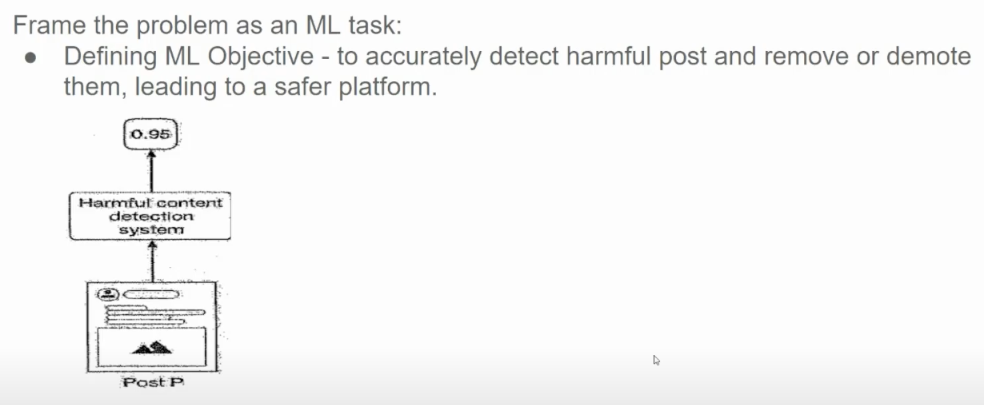 Frame the problem as an ML task:
● Defining ML Objective - to accurately detect harmful post and remove or demote
them, leading to a safer platform.
0.95
Harmful content
detection
system
Post P